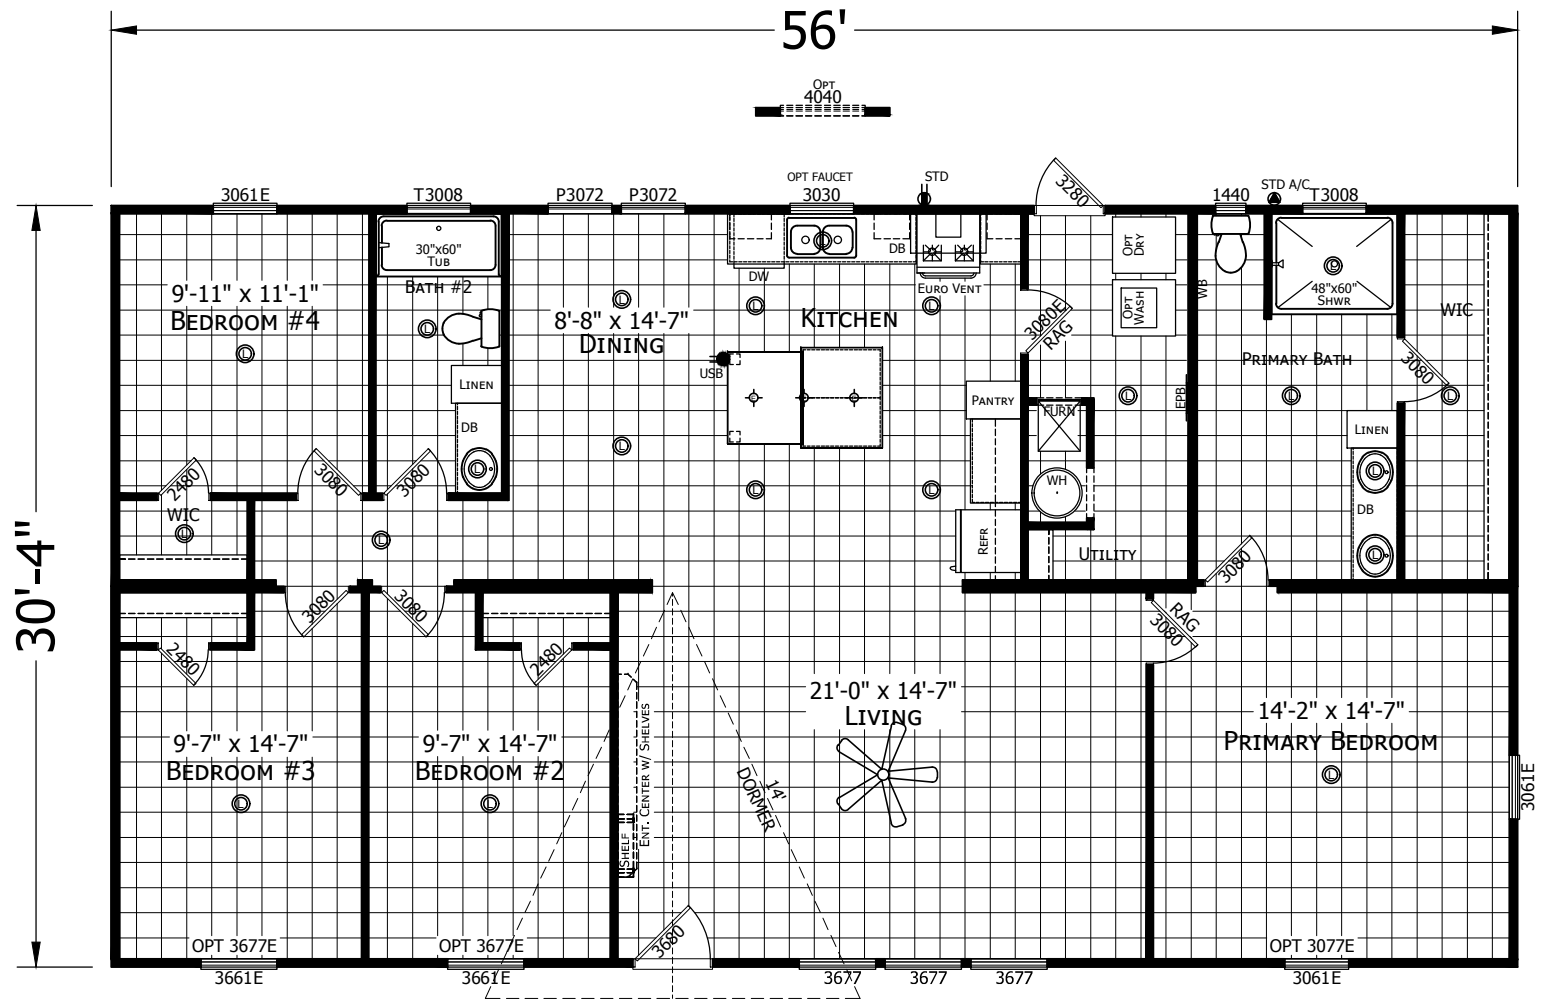 56'
OPT
4040
30'-4"
3061E
T3008
P3072
P3072
OPT FAUCET
3030
STD
3280
1440
STD A/C
T3008
30"x60"
TUB
BATH #2
9'-11" x 11'-1"
BEDROOM #4
8'-8" x 14'-7"
DINING
KITCHEN
DW
DB
EURO VENT
OPT
DRY
OPT
WASH
3080E
RAG
WB
48"x60"
SHWR
WIC
PRIMARY BATH
3080
USB
LINEN
DB
PANTRY
FURN
EPB
LINEN
DB
WH
REFR
UTILITY
2480
3080
3080
WIC
3080
3080
3080
2480
2480
RAG
3080
ENT. CENTER W/ SHELVES
SHELF
14'
DORMER
21'-0" x 14'-7"
LIVING
14'-2" x 14'-7"
PRIMARY BEDROOM
9'-7" x 14'-7"
BEDROOM #3
9'-7" x 14'-7"
BEDROOM #2
3061E
OPT 3677E
3661E
OPT 3677E
3661E
3680
3677
3677
3677
OPT 3077E
3061E